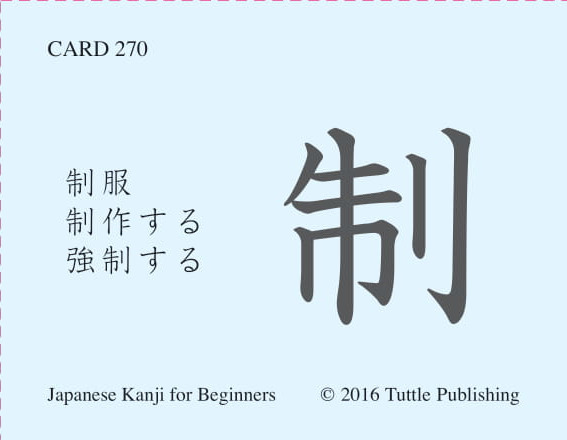 CARD 270
制服
制作する
強制する
制
Japanese Kanji for Beginners © 2016 Tuttle Publishing